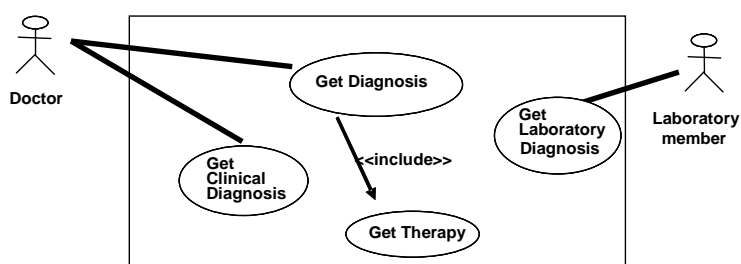 Doctor
Get Diagnosis
Get
Laboratory
Diagnosis
Laboratory
member
<<include>>
Get
Clinical
Diagnosis
Get Therapy